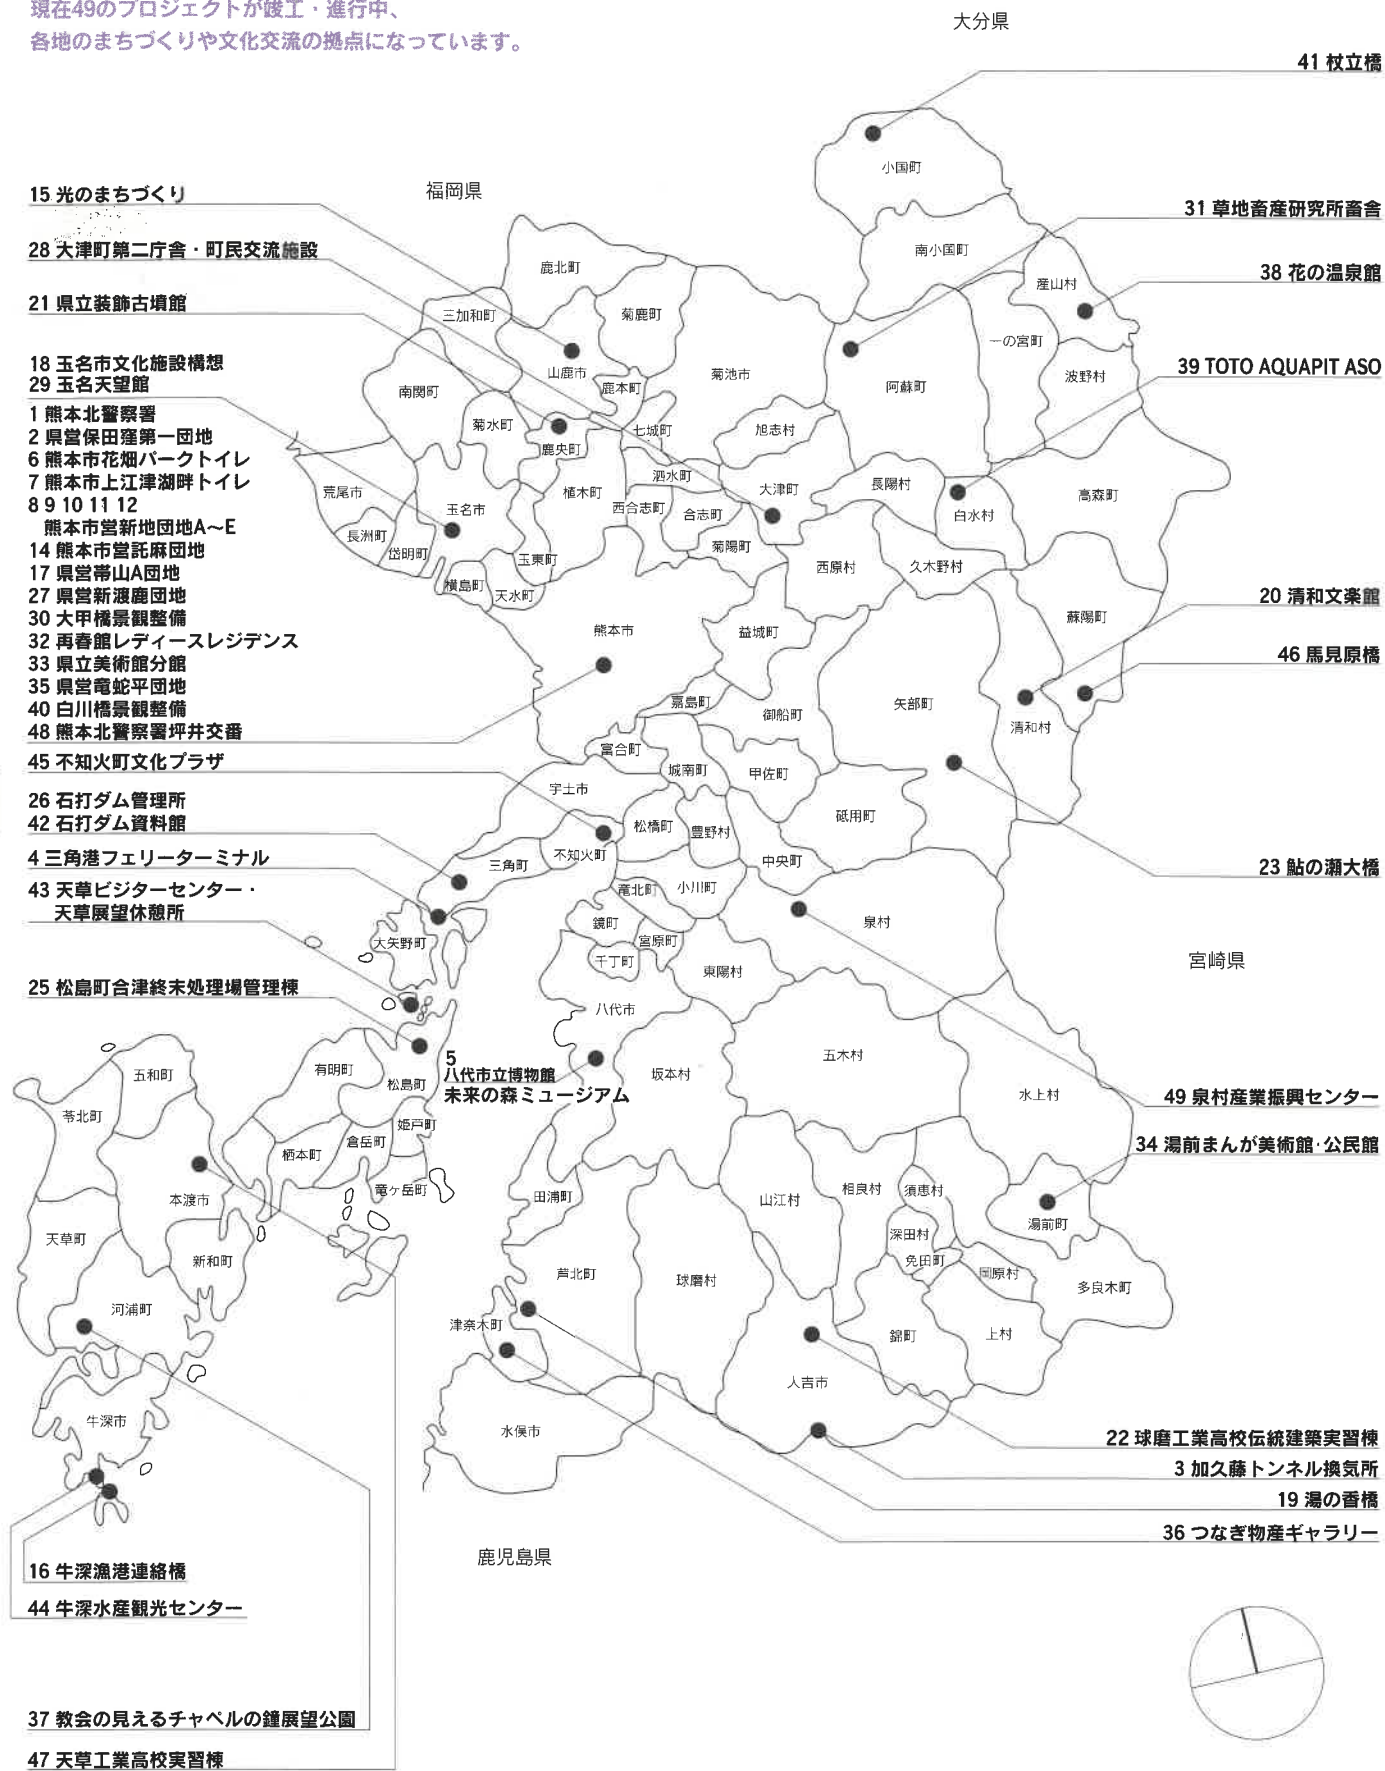 現在49のプロジェクトが竣工・進行中、
各地のまちづくりや文化交流の拠点になっています。
大分県
41 杖立橋
小国町
15 光のまちづくり
福岡県
31 草地畜産研究所畜舎
28 大津町第二庁舎・町民交流施設
南小国町
鹿北町
38 花の温泉館
産山村
21 県立装飾古墳館
三加和町
菊鹿町
一の宮町
18 玉名市文化施設構想
29 玉名天望館
山鹿市
鹿本町
菊池市
阿蘇町
波野村
39 TOTO AQUAPIT ASO
南関町
菊水町
七城町
旭志村
鹿央町
1 熊本北警察署
2 県営保田窪第一団地
6 熊本市花畑パークトイレ
7 熊本市上江津湖畔トイレ
8 9 10 11 12
熊本市営新地団地A〜E
14 熊本市営託麻団地
17 県営帯山A団地
27 県営新渡鹿団地
30 大甲橋景観整備
32 再春館レディースレジデンス
33 県立美術館分館
35 県営竜蛇平団地
40 白川橋景観整備
48 熊本北警察署坪井交番
泗水町
長陽村
荒尾市
植木町
大津町
高森町
玉名市
西合志町
合志町
白水村
長洲町
岱明町
玉東町
菊陽町
西原村
久木野村
横島町
天水町
20 清和文楽館
熊本市
益城町
蘇陽町
46 馬見原橋
嘉島町
御船町
矢部町
清和村
富合町
45 不知火町文化プラザ
城南町
甲佐町
宇土市
26 石打ダム管理所
42 石打ダム資料館
松橋町
豊野村
砥用町
4 三角港フェリーターミナル
三角町
不知火町
中央町
23 鮎の瀬大橋
43 天草ビジターセンター・
天草展望休憩所
竜北町
小川町
鏡町
泉村
大矢野町
宮原町
千丁町
東陽村
宮崎県
25 松島町合津終末処理場管理棟
八代市
5
八代市立博物館
未来の森ミュージアム
五木村
有明町
松島町
坂本村
五和町
水上村
49 泉村産業振興センター
苓北町
姫戸町
倉岳町
栖本町
34 湯前まんが美術館・公民館
本渡市
竜ヶ岳町
田浦町
山江村
相良村
須恵村
湯前町
天草町
深田村
新和町
免田町
岡原村
芦北町
球磨村
多良木町
河浦町
津奈木町
錦町
上村
人吉市
牛深市
水俣市
22 球磨工業高校伝統建築実習棟
3 加久藤トンネル換気所
19 湯の香橋
36 つなぎ物産ギャラリー
鹿児島県
16 牛深漁港連絡橋
44 牛深水産観光センター
37 教会の見えるチャペルの鐘展望公園
47 天草工業高校実習棟